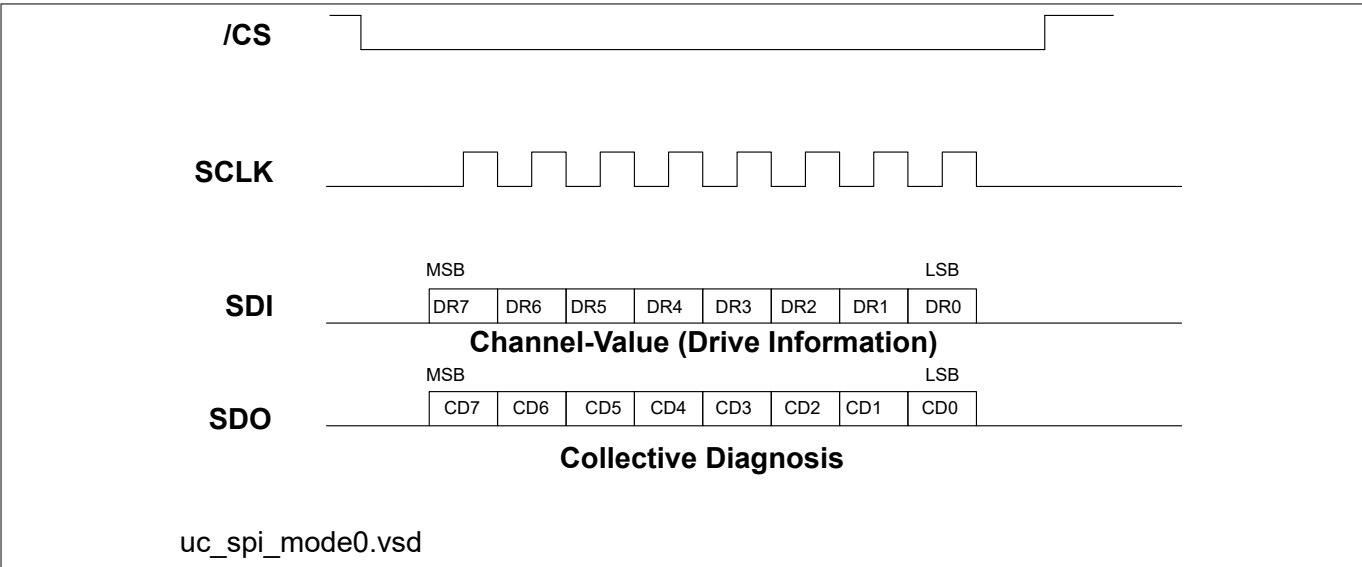 /CS
SCLK
MSB LSB
SDI DR7 DR6 DR5 DR4 DR3 DR2 DR1 DR0
Channel-Value (Drive Information)
MSB LSB
SDO CD7 CD6 CD5 CD4 CD3 CD2 CD1 CD0
Collective Diagnosis
uc_spi_mode0.vsd